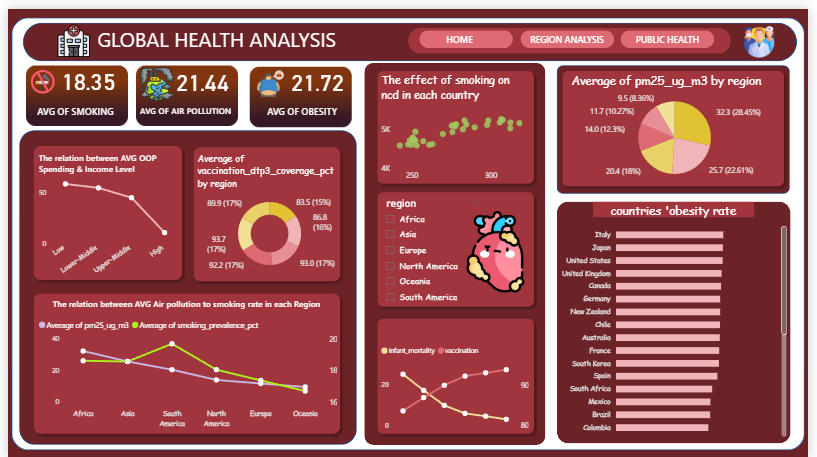 GLOBAL HEALTH ANALYSIS
HOME
REGION ANALYSIS
PUBLIC HEALTH
18.35
AVG OF SMOKING
21.44
AVG OF AIR POLLUTION
21.72
AVG OF OBESITY
The relation between AVG OOP
Spending & Income Level
50
0
Low
Lower-Middle
Upper-Middle
High
Average of
vaccination_dtp3_coverage_pct
by region
89.9 (17%)
83.5 (15%)
86.8
(16%)
93.7
(17%)
92.2 (17%)
93.0 (17%)
The relation between AVG Air pollution to smoking rate in each Region
Average of pm25_ug_m3
Average of smoking_prevalence_pct
40
20
0
20
18
16
Africa
Asia
South
America
North
America
Europe
Oceania
The effect of smoking on
ncd in each country
5K
4K
250
300
region
Africa
Asia
Europe
North America
Oceania
South America
infant_mortality
vaccination
20
0
90
80
Average of pm25_ug_m3 by region
9.5 (8.36%)
11.7 (10.27%)
14.0 (12.3%)
20.4 (18%)
32.3 (28.45%)
25.7 (22.61%)
countries 'obesity rate
Italy
Japan
United States
United Kingdom
Canada
Germany
New Zealand
Chile
Australia
France
South Korea
Spain
South Africa
Mexico
Brazil
Colombia